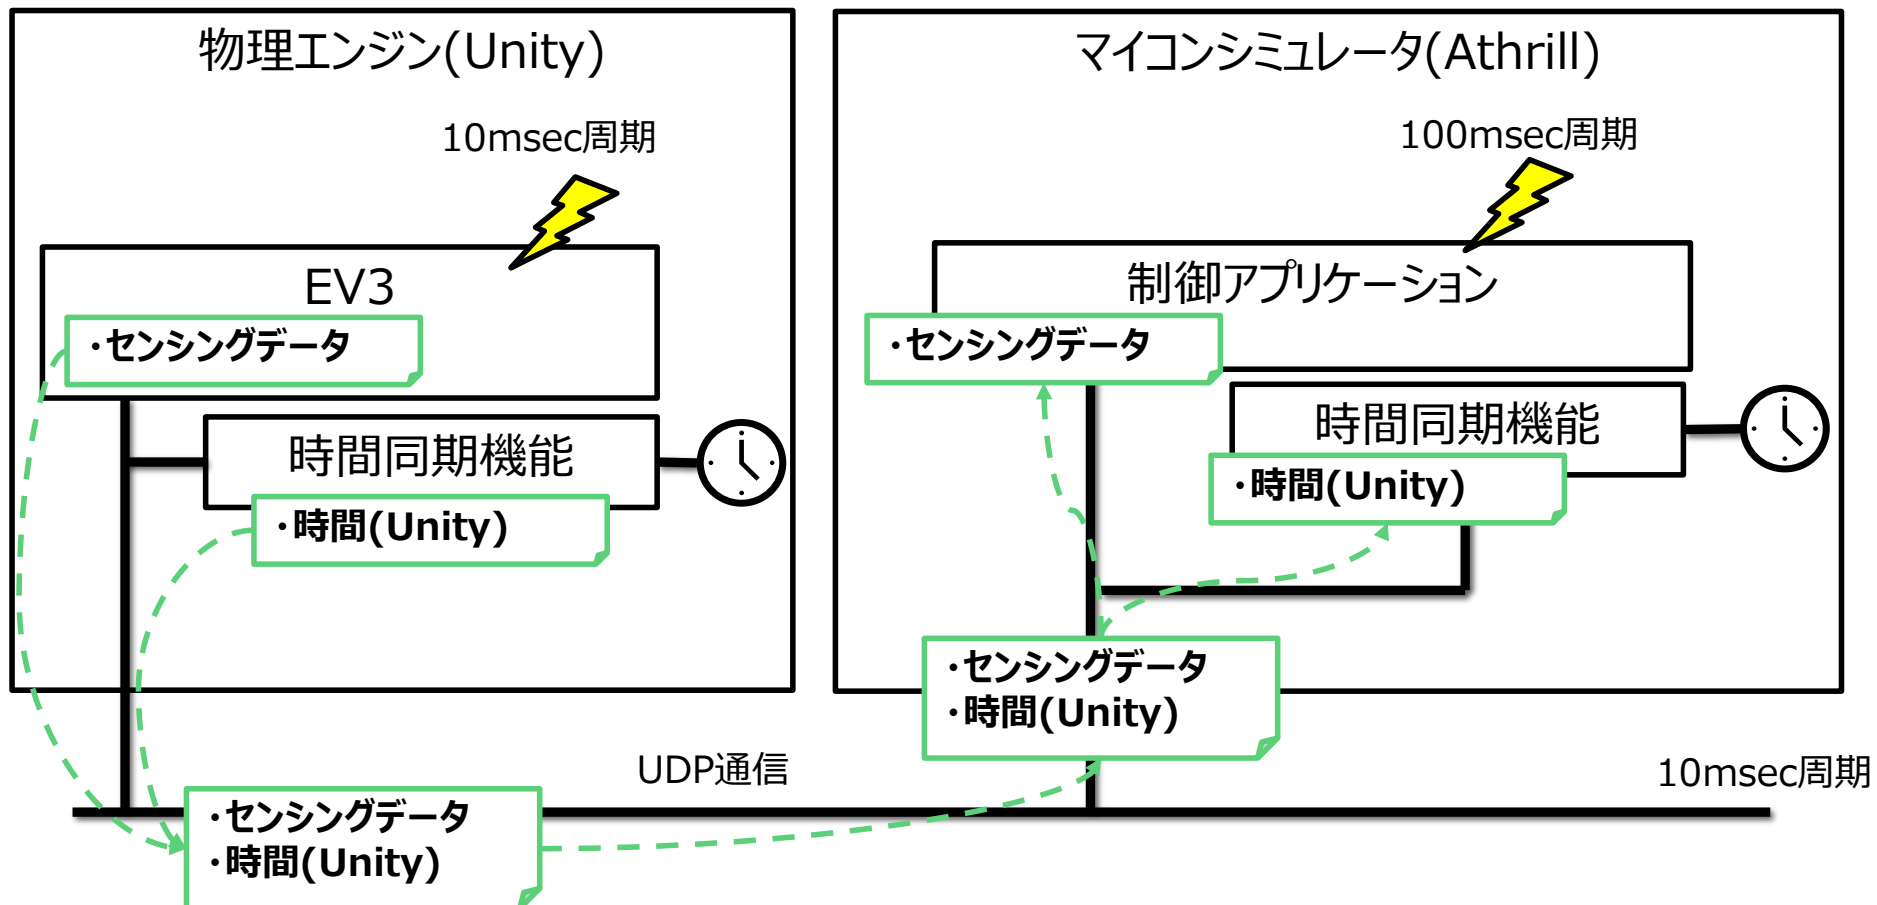 物理エンジン(Unity)
10msec周期
EV3
・センシングデータ
時間同期機能
・時間(Unity)
マイコンシミュレータ(Athrill)
100msec周期
制御アプリケーション
・センシングデータ
時間同期機能
・時間(Unity)
・センシングデータ
・時間(Unity)
UDP通信
10msec周期
・センシングデータ
・時間(Unity)